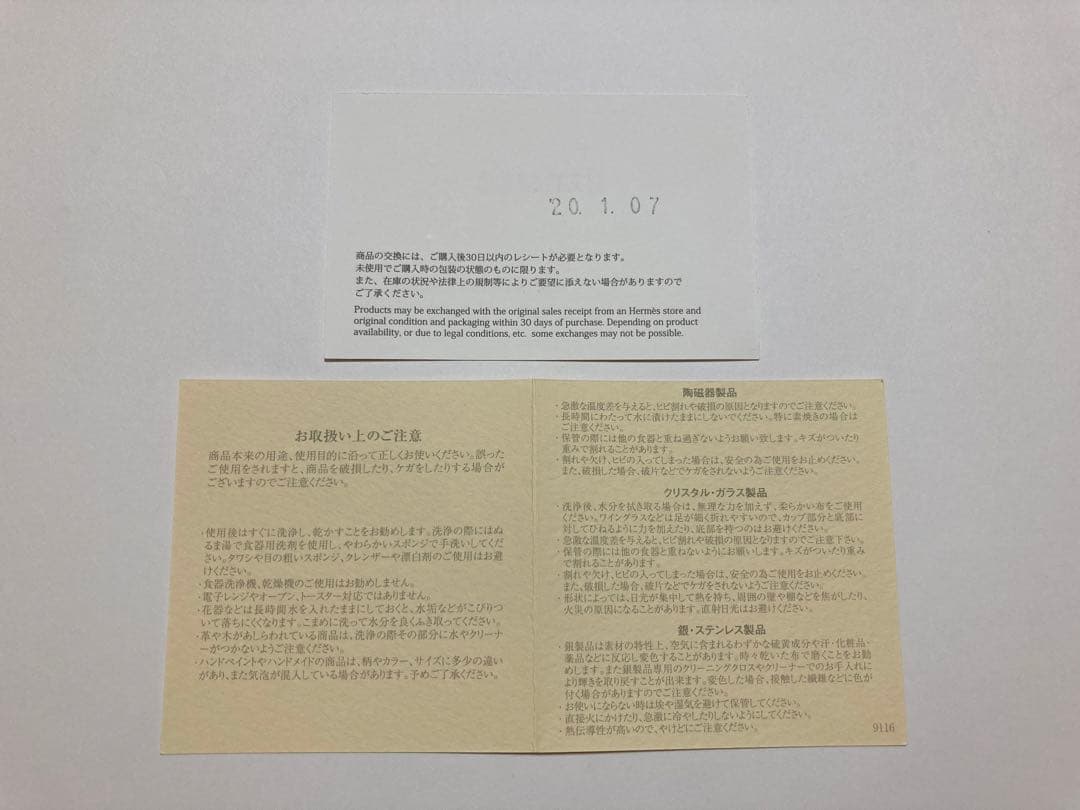 '20. 1. 07
商品の交換には、ご購入後30日以内のレシートが必要となります。
未使用でご購入時の包装の状態のものに限ります。
また、在庫の状況や法律上の規制等によりご要望に添えない場合がありますので
ご了承ください。
Products may be exchanged with the original sales receipt from an Hermès store and
original condition and packaging within 30 days of purchase. Depending on product
availability, or due to legal conditions, etc. some exchanges may not be possible.
お取扱い上のご注意
商品本来の用途、使用目的に沿って正しくお使いください。誤った
ご使用をされますと、商品を破損したり、ケガをしたりする場合が
ございますのでご注意ください。
・使用後はすぐに洗浄し、乾かすことをお勧めします。洗浄の際にはぬ
るま湯で食器用洗剤を使用し、やわらかいスポンジで手洗いしてくだ
さい。タワシや目の粗いスポンジ、クレンザーや漂白剤のご使用はお避
けください。
・食器洗浄機、乾燥機のご使用はお勧めしません。
・電子レンジやオーブン、トースター対応ではありません。
・花器などは長時間水を入れたままにしておくと、水垢などがこびりつ
いて落ちにくくなります。こまめに洗って水分を良くふき取ってください。
・革や木があしらわれている商品は、洗浄の際その部分に水やクリーナ
ーがつかないようご注意ください。
・ハンドペイントやハンドメイドの商品は、柄やカラー、サイズに多少の違い
があり、また気泡が混入している場合があります。予めご了承ください。
陶磁器製品
・急激な温度差を与えると、ヒビ割れや破損の原因となりますのでご注意ください。
・長時間にわたって水に漬けたままにしないでください。特に素焼きの場合は
ご注意ください。
・保管の際には他の食器と重ね過ぎないようお願い致します。キズがついたり
重みで割れることがあります。
・割れや欠け、ヒビの入ってしまった場合は、安全の為ご使用をお止めください。
また、破損した場合、破片などでケガをされないようご注意ください。
クリスタル・ガラス製品
・洗浄後、水分を拭き取る場合は、無理な力を加えず、柔らかい布をご使用
ください。ワイングラスなどは足が細く折れやすいので、カップ部分と底部に
対してひねるように力を加えたり、底部を持つのはお避けください。
・急激な温度差を与えると、ヒビ割れや破損の原因となりますのでご注意下さい。
・保管の際には他の食器と重ねないようにお願いします。キズがついたり重み
で割れることがあります。
・割れや欠け、ヒビの入ってしまった場合は、安全の為ご使用をお止めください。
また、破損した場合、破片などでケガをされないようご注意ください。
・形状によっては、日光が集中して熱を持ち、周囲の壁や棚などを焦がしたり、
火災の原因になることがあります。直射日光はお避けください。
銀・ステンレス製品
・銀製品は素材の特性上、空気に含まれるわずかな硫黄成分や汗・化粧品・
薬品などに反応し変色することがあります。時々乾いた布で磨くことをお勧
めします。また銀製品専用のクリーニングクロスやクリーナーでのお手入れに
より輝きを取り戻すことが出来ます。変色した場合、接触した繊維などに色が
付く場合がありますのでご注意ください。
・お使いにならない時は埃や湿気を避けて保管してください。
・直接火にかけたり、急激に冷やしたりしないようにしてください。
・熱伝導性が高いので、やけどにご注意ください。
9116